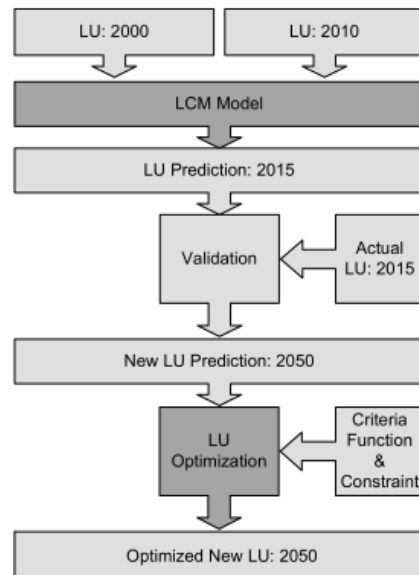 LU: 2000
LU: 2010
LCM Model
LU Prediction: 2015
Validation
Actual
LU: 2015
New LU Prediction: 2050
LU
Optimization
Criteria
Function
&
Constraint
Optimized New LU: 2050